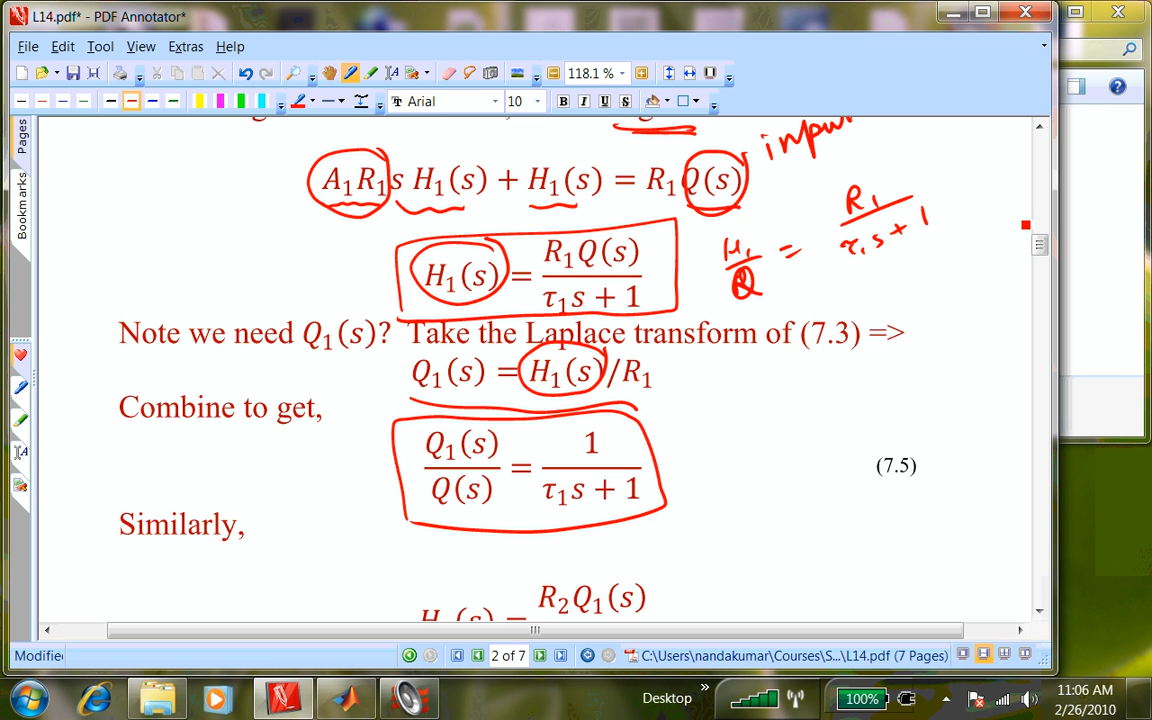 L14.pdf* - PDF Annotator*
File Edit Tool View Extras Help
118.1 %
Arial 10 B I U S
Pages
Bookmarks
input
A₁R₁s H₁(s) + H₁(s) = R₁Q(s)
H₁(s) = R₁Q(s) / τ₁s + 1
H₁/Q = R₁ / τ₁s + 1
Note we need Q₁(s)? Take the Laplace transform of (7.3) =>
Q₁(s) = H₁(s)/R₁
Combine to get,
Q₁(s) / Q(s) = 1 / τ₁s + 1
(7.5)
Similarly,
R₂Q₁(s)
2 of 7
C:\Users\nandakumar\Courses\S...\L14.pdf (7 Pages)
Modifie
Desktop »
100%
11:06 AM
2/26/2010